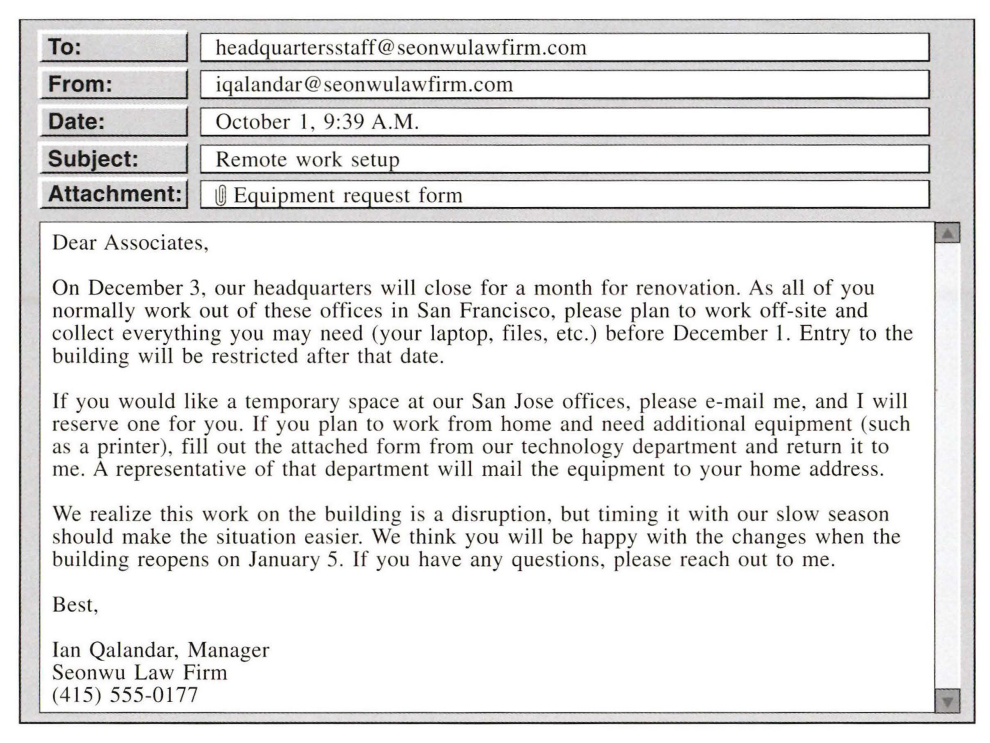 To: headquartersstaff@seonwulawfirm.com
From: iqalandar@seonwulawfirm.com
Date: October 1, 9:39 A.M.
Subject: Remote work setup
Attachment: Equipment request form
Dear Associates,
On December 3, our headquarters will close for a month for renovation. As all of you
normally work out of these offices in San Francisco, please plan to work off-site and
collect everything you may need (your laptop, files, etc.) before December 1. Entry to the
building will be restricted after that date.
If you would like a temporary space at our San Jose offices, please e-mail me, and I will
reserve one for you. If you plan to work from home and need additional equipment (such
as a printer), fill out the attached form from our technology department and return it to
me. A representative of that department will mail the equipment to your home address.
We realize this work on the building is a disruption, but timing it with our slow season
should make the situation easier. We think you will be happy with the changes when the
building reopens on January 5. If you have any questions, please reach out to me.
Best,
Ian Qalandar, Manager
Seonwu Law Firm
(415) 555-0177